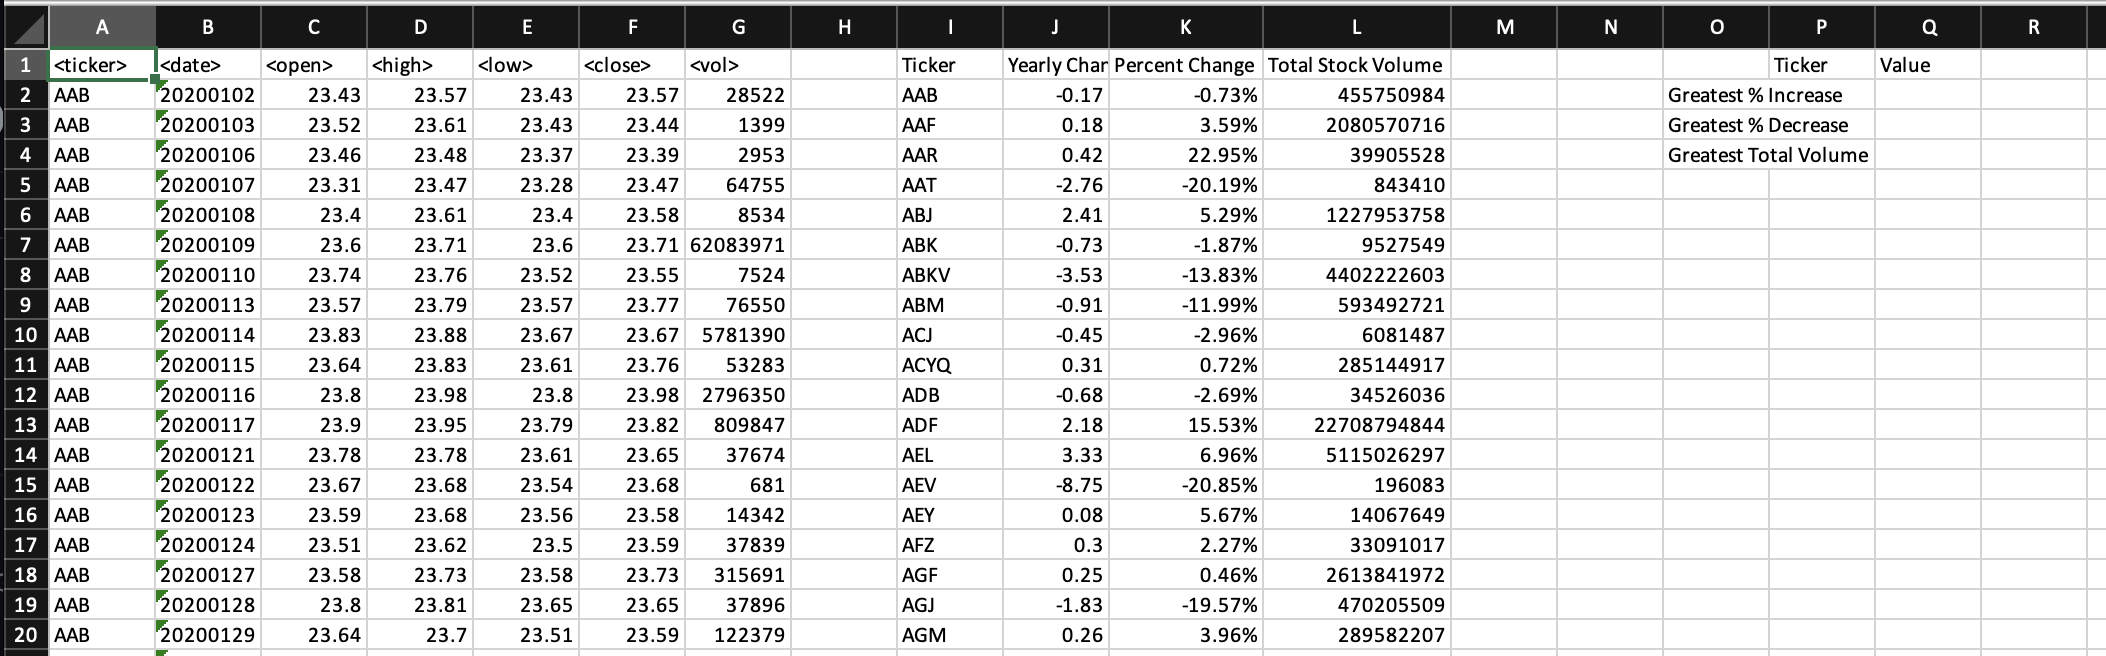 A B C D E F G H I J K L M N O P Q R
1 <ticker> <date> <open> <high> <low> <close> <vol> Ticker Yearly Char Percent Change Total Stock Volume Ticker Value
2 AAB 20200102 23.43 23.57 23.43 23.57 28522 AAB -0.17 -0.73% 455750984 Greatest % Increase
3 AAB 20200103 23.52 23.61 23.43 23.44 1399 AAF 0.18 3.59% 2080570716 Greatest % Decrease
4 AAB 20200106 23.46 23.48 23.37 23.39 2953 AAR 0.42 22.95% 39905528 Greatest Total Volume
5 AAB 20200107 23.31 23.47 23.28 23.47 64755 AAT -2.76 -20.19% 843410
6 AAB 20200108 23.4 23.61 23.4 23.58 8534 ABJ 2.41 5.29% 1227953758
7 AAB 20200109 23.6 23.71 23.6 23.71 62083971 ABK -0.73 -1.87% 9527549
8 AAB 20200110 23.74 23.76 23.52 23.55 7524 ABKV -3.53 -13.83% 4402222603
9 AAB 20200113 23.57 23.79 23.57 23.77 76550 ABM -0.91 -11.99% 593492721
10 AAB 20200114 23.83 23.88 23.67 23.67 5781390 ACJ -0.45 -2.96% 6081487
11 AAB 20200115 23.64 23.83 23.61 23.76 53283 ACYQ 0.31 0.72% 285144917
12 AAB 20200116 23.8 23.98 23.8 23.98 2796350 ADB -0.68 -2.69% 34526036
13 AAB 20200117 23.9 23.95 23.79 23.82 809847 ADF 2.18 15.53% 22708794844
14 AAB 20200121 23.78 23.78 23.61 23.65 37674 AEL 3.33 6.96% 5115026297
15 AAB 20200122 23.67 23.68 23.54 23.68 681 AEV -8.75 -20.85% 196083
16 AAB 20200123 23.59 23.68 23.56 23.58 14342 AEY 0.08 5.67% 14067649
17 AAB 20200124 23.51 23.62 23.5 23.59 37839 AFZ 0.3 2.27% 33091017
18 AAB 20200127 23.58 23.73 23.58 23.73 315691 AGF 0.25 0.46% 2613841972
19 AAB 20200128 23.8 23.81 23.65 23.65 37896 AGJ -1.83 -19.57% 470205509
20 AAB 20200129 23.64 23.7 23.51 23.59 122379 AGM 0.26 3.96% 289582207